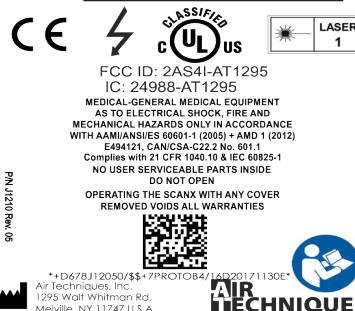 CE
CLASSIFIED
C UL US
LASER
1
FCC ID: 2AS4I-AT1295
IC: 24988-AT1295
MEDICAL-GENERAL MEDICAL EQUIPMENT
AS TO ELECTRICAL SHOCK, FIRE AND
MECHANICAL HAZARDS ONLY IN ACCORDANCE
WITH AAMI/ANSI/ES 60601-1 (2005) + AMD 1 (2012)
E494121, CAN/CSA-C22.2 No. 601.1
Complies with 21 CFR 1040.10 & IEC 60825-1
NO USER SERVICEABLE PARTS INSIDE
DO NOT OPEN
OPERATING THE SCANX WITH ANY COVER
REMOVED VOIDS ALL WARRANTIES
P/N J1210 Rev. 06
*+D678J12050/$$+7PROTOB4/16D20171130E*
Air Techniques, Inc.
1295 Walt Whitman Rd.
Melville, NY 11747 U.S.A
AIR
TECHNIQUE